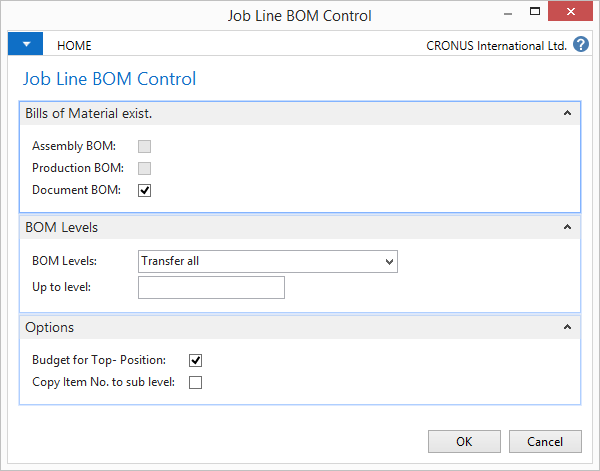 Job Line BOM Control
HOME
CRONUS International Ltd. ?
Job Line BOM Control
Bills of Material exist.
Assembly BOM:
Production BOM:
Document BOM:
BOM Levels
BOM Levels: Transfer all
Up to level:
Options
Budget for Top- Position:
Copy Item No. to sub level:
OK Cancel